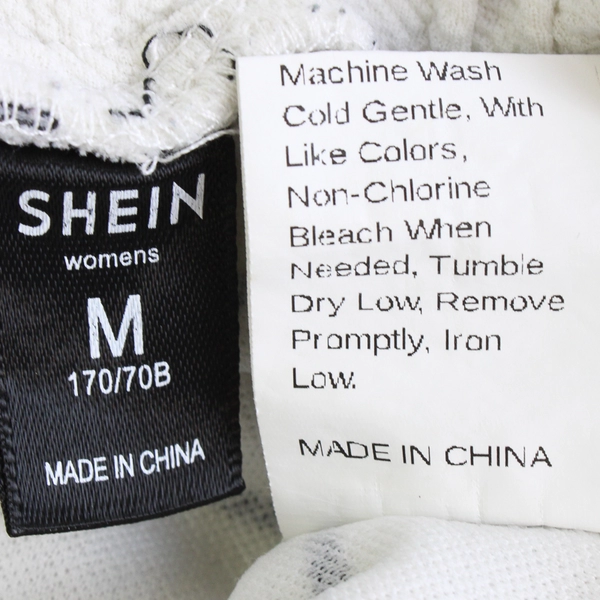 SHEIN
womens
M
170/70B
MADE IN CHINA
Machine Wash
Cold Gentle, With
Like Colors,
Non-Chlorine
Bleach When
Needed, Tumble
Dry Low, Remove
Promptly, Iron
Low.
MADE IN CHINA